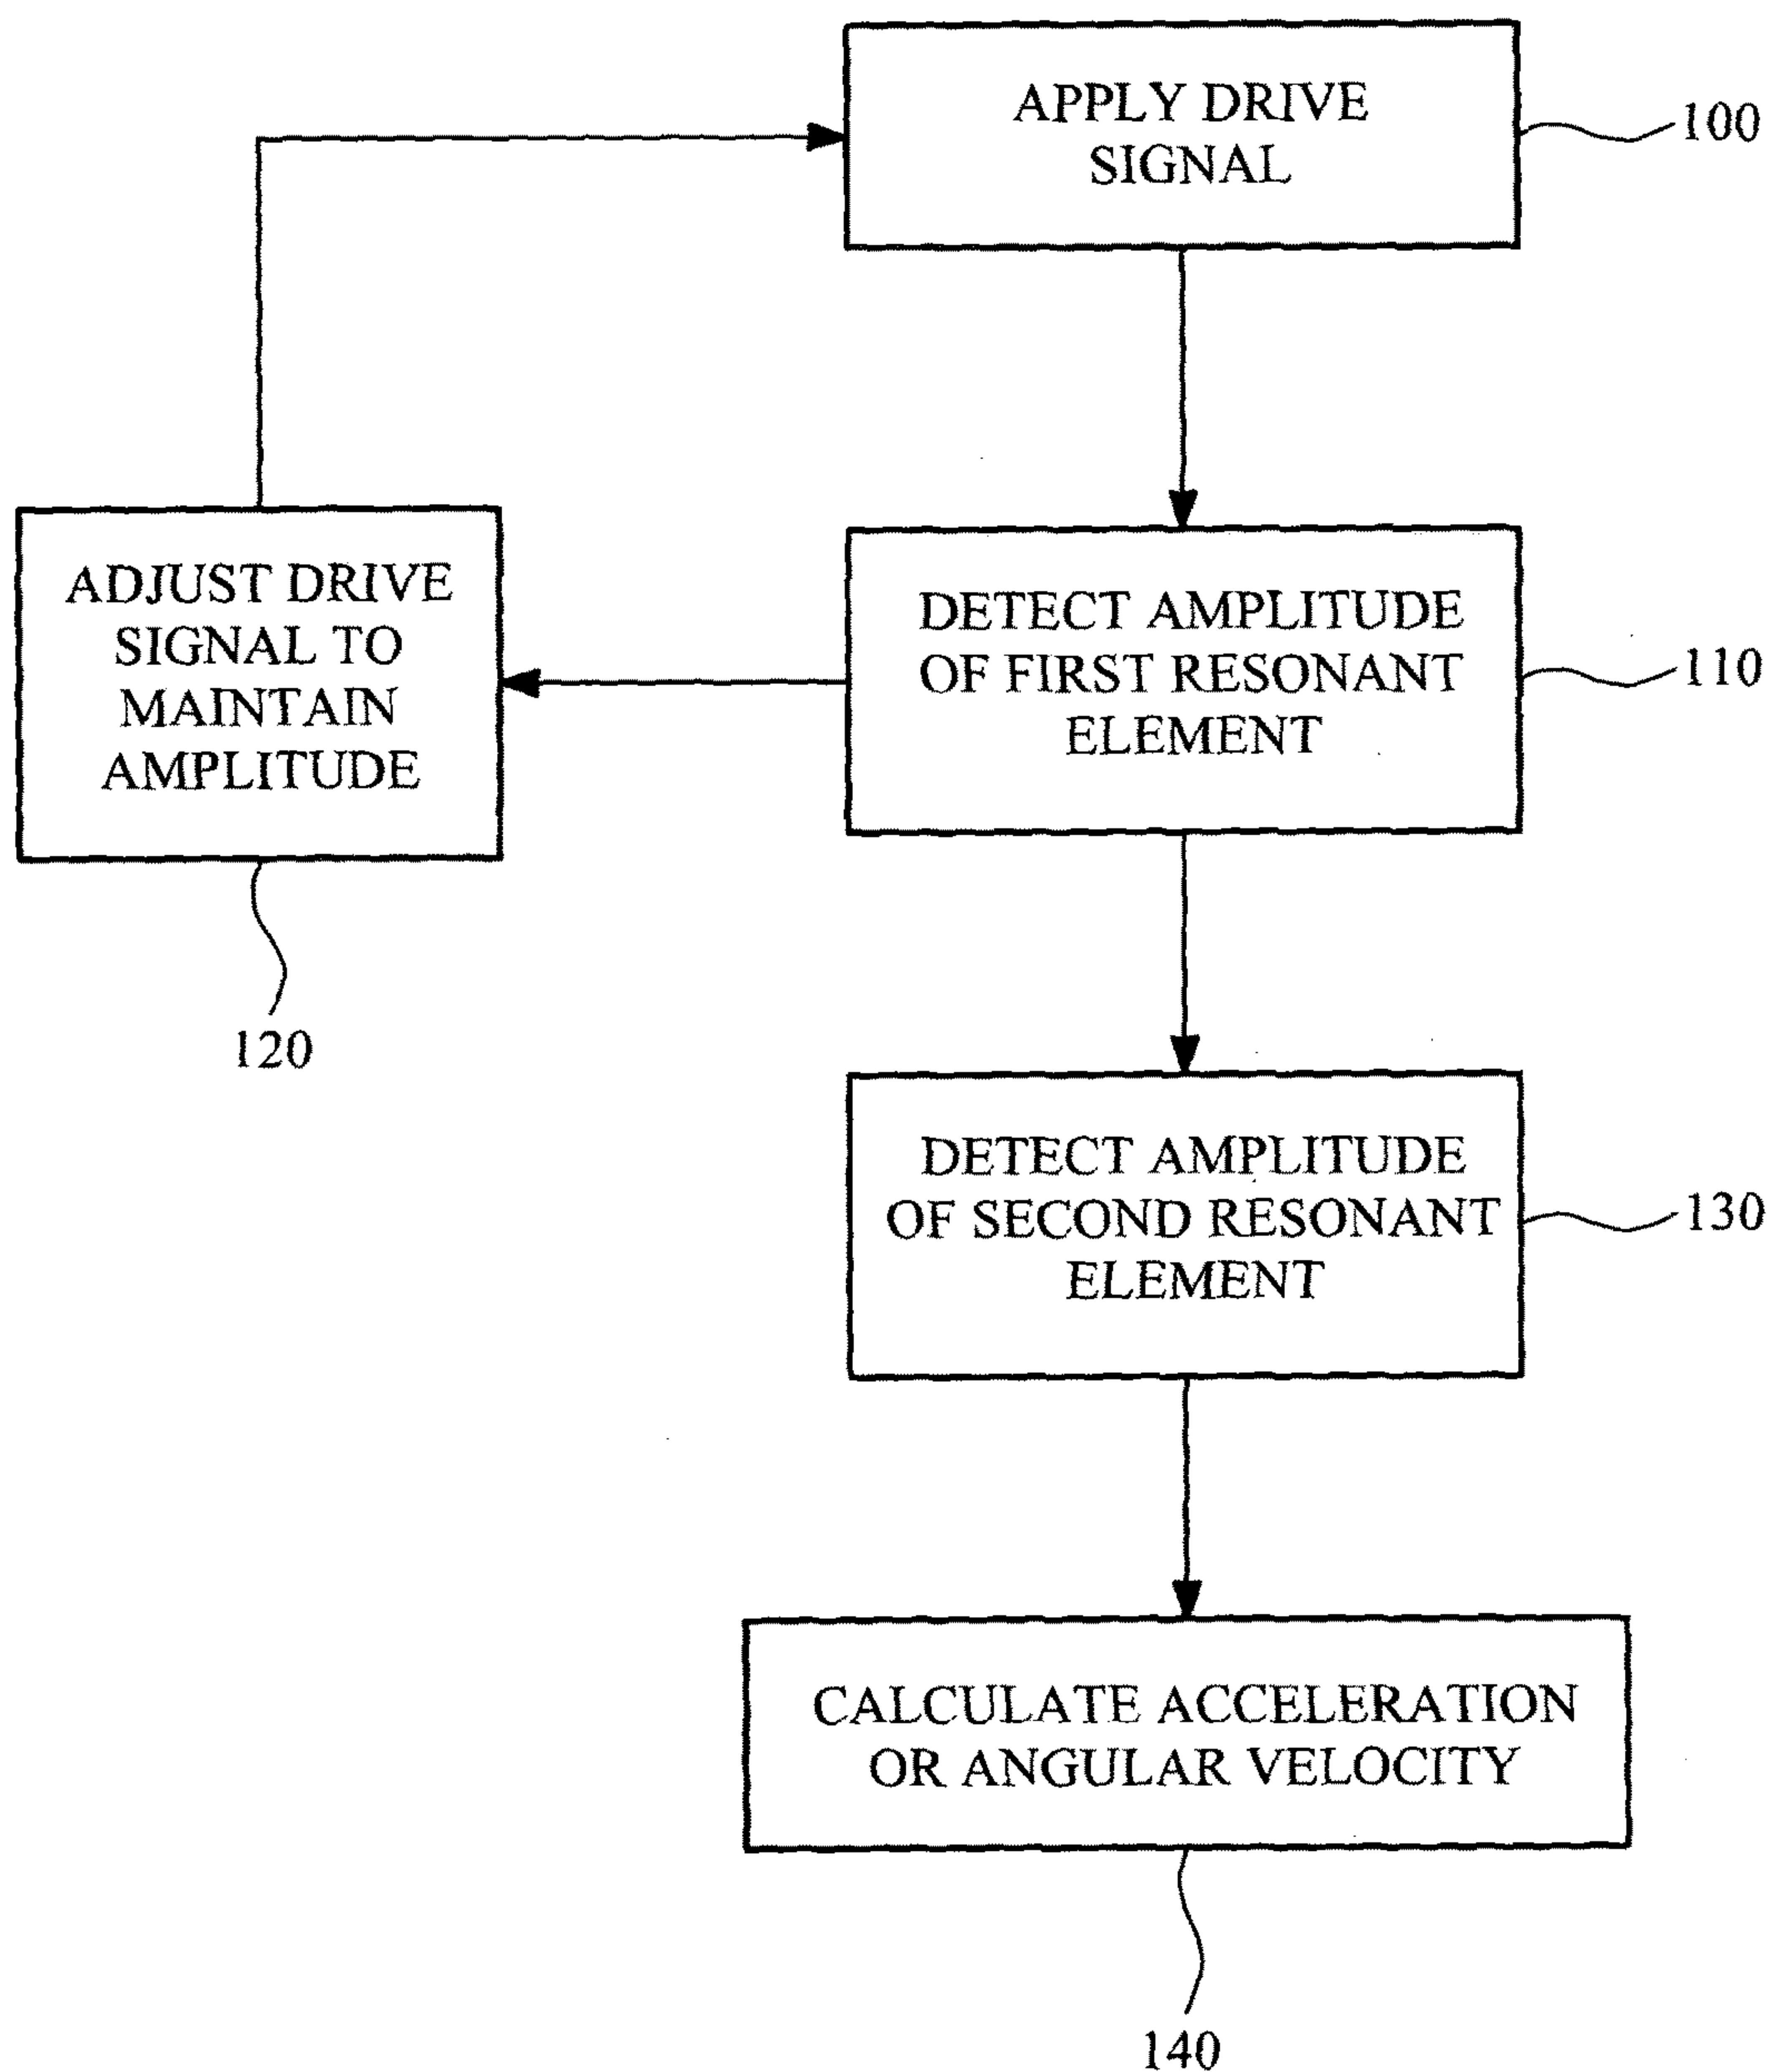 APPLY DRIVE
SIGNAL
100
ADJUST DRIVE
SIGNAL TO
MAINTAIN
AMPLITUDE
120
DETECT AMPLITUDE
OF FIRST RESONANT
ELEMENT
110
DETECT AMPLITUDE
OF SECOND RESONANT
ELEMENT
130
CALCULATE ACCELERATION
OR ANGULAR VELOCITY
140